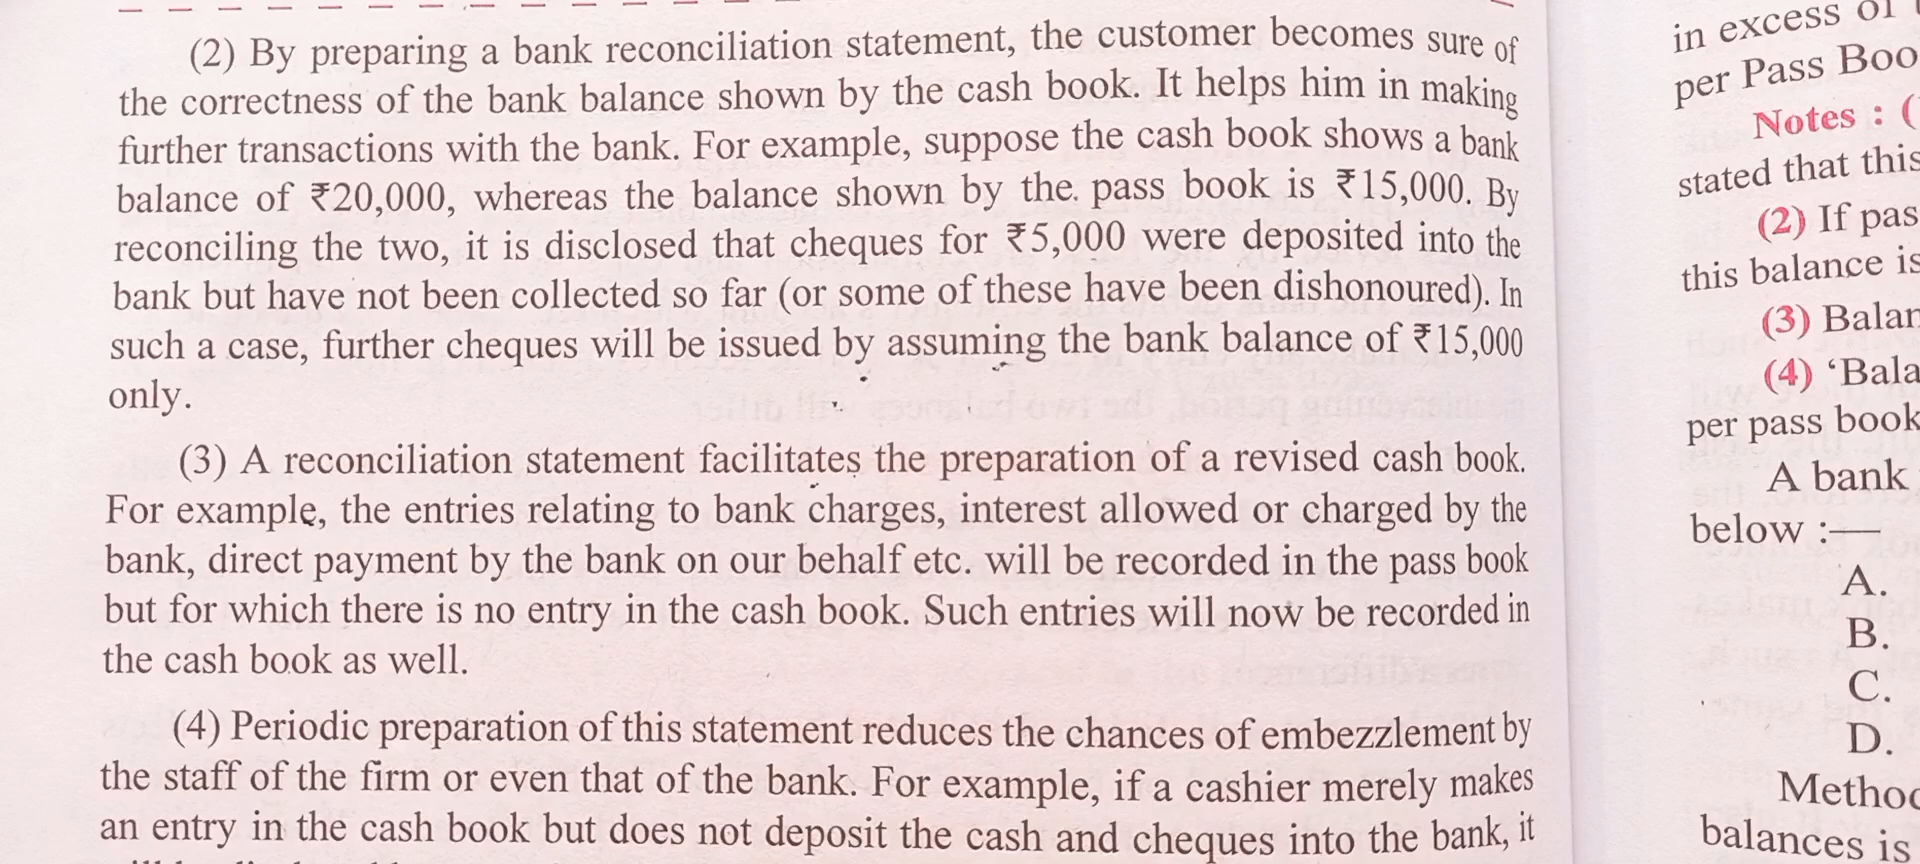 (2) By preparing a bank reconciliation statement, the customer becomes sure of
the correctness of the bank balance shown by the cash book. It helps him in making
further transactions with the bank. For example, suppose the cash book shows a bank
balance of ₹20,000, whereas the balance shown by the pass book is ₹15,000. By
reconciling the two, it is disclosed that cheques for ₹5,000 were deposited into the
bank but have not been collected so far (or some of these have been dishonoured). In
such a case, further cheques will be issued by assuming the bank balance of ₹15,000
only.
(3) A reconciliation statement facilitates the preparation of a revised cash book.
For example, the entries relating to bank charges, interest allowed or charged by the
bank, direct payment by the bank on our behalf etc. will be recorded in the pass book
but for which there is no entry in the cash book. Such entries will now be recorded in
the cash book as well.
(4) Periodic preparation of this statement reduces the chances of embezzlement by
the staff of the firm or even that of the bank. For example, if a cashier merely makes
an entry in the cash book but does not deposit the cash and cheques into the bank, it
in excess of
per Pass
Notes : (
stated that this
(2) If
this balance
(3)
(4)
per pass book
A bank
below :—
A.
B.
C.
D.
balances is